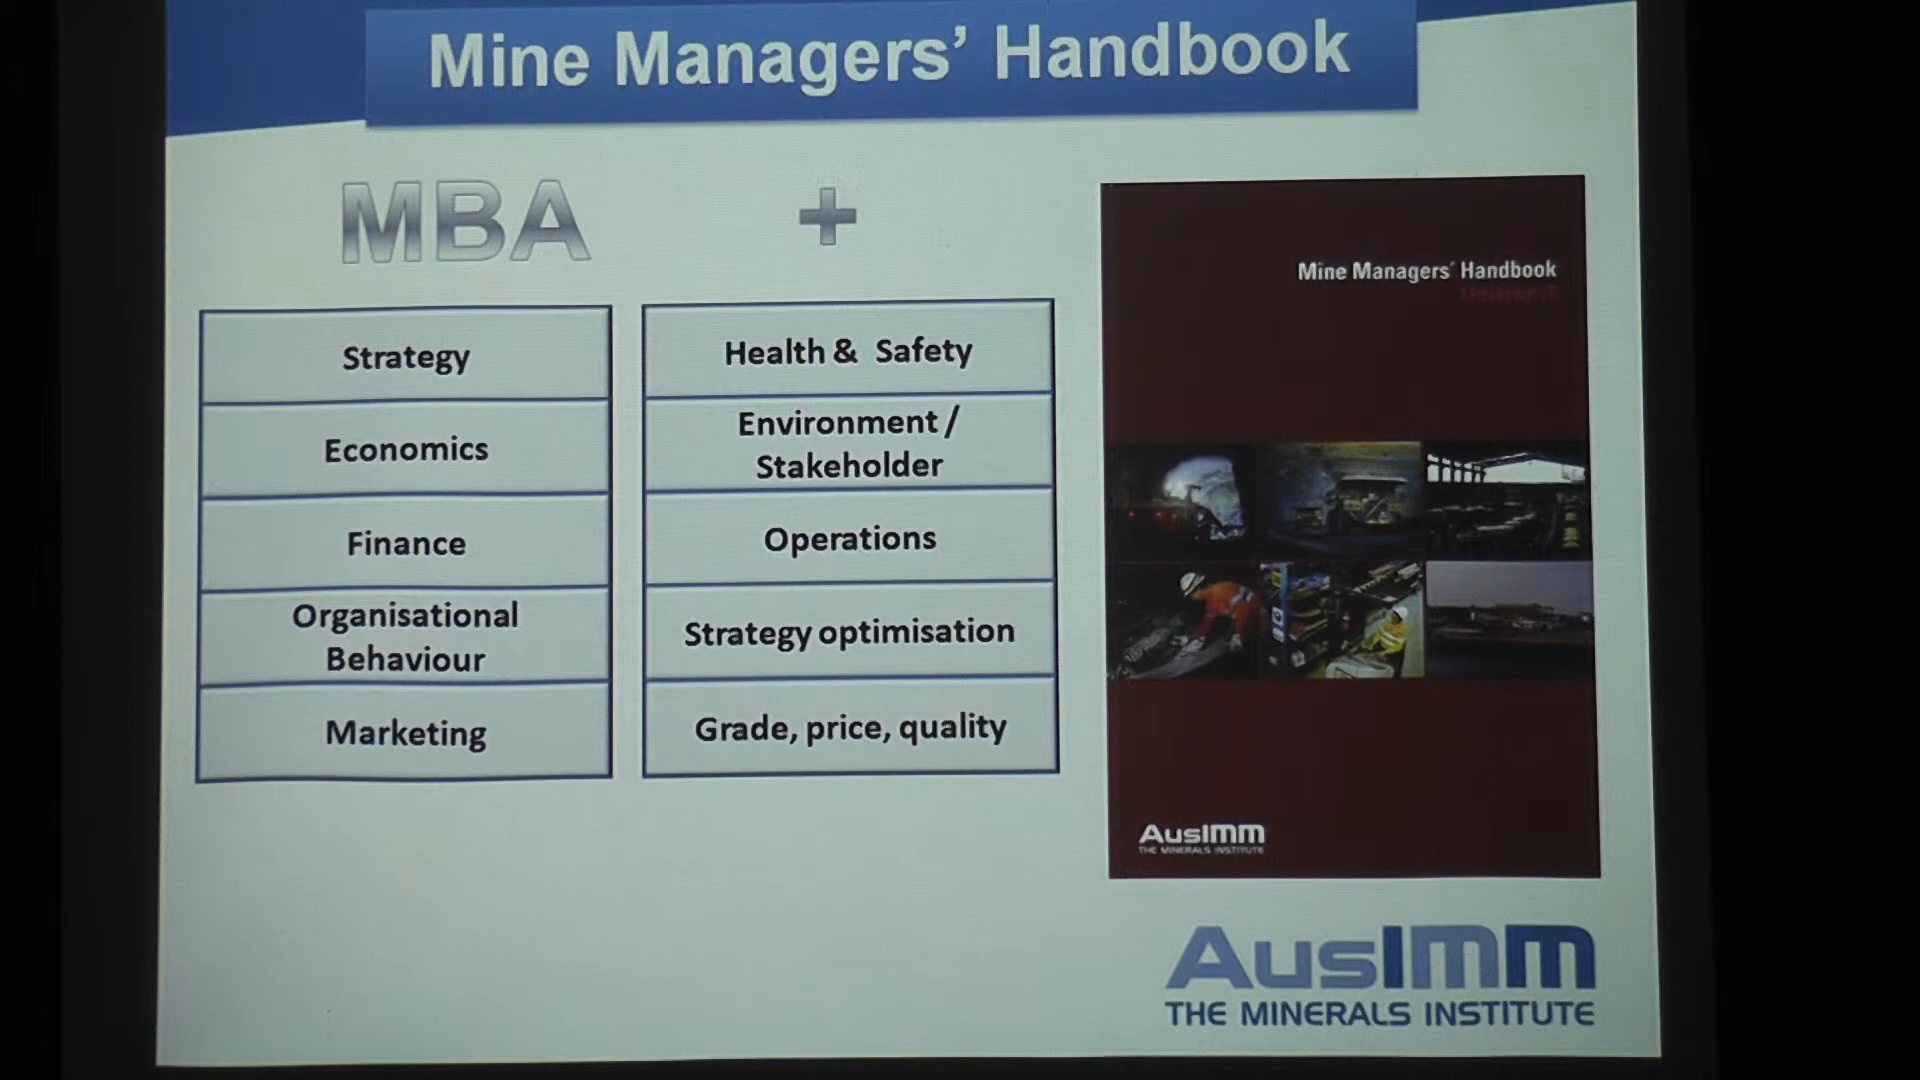 Mine Managers’ Handbook
MBA
+
Strategy
Economics
Finance
Organisational
Behaviour
Marketing
Health &  Safety
Environment /
Stakeholder
Operations
Strategy optimisation
Grade, price, quality
Mine Managers’ Handbook
AusIMM
THE MINERALS INSTITUTE
AusIMM
THE MINERALS INSTITUTE